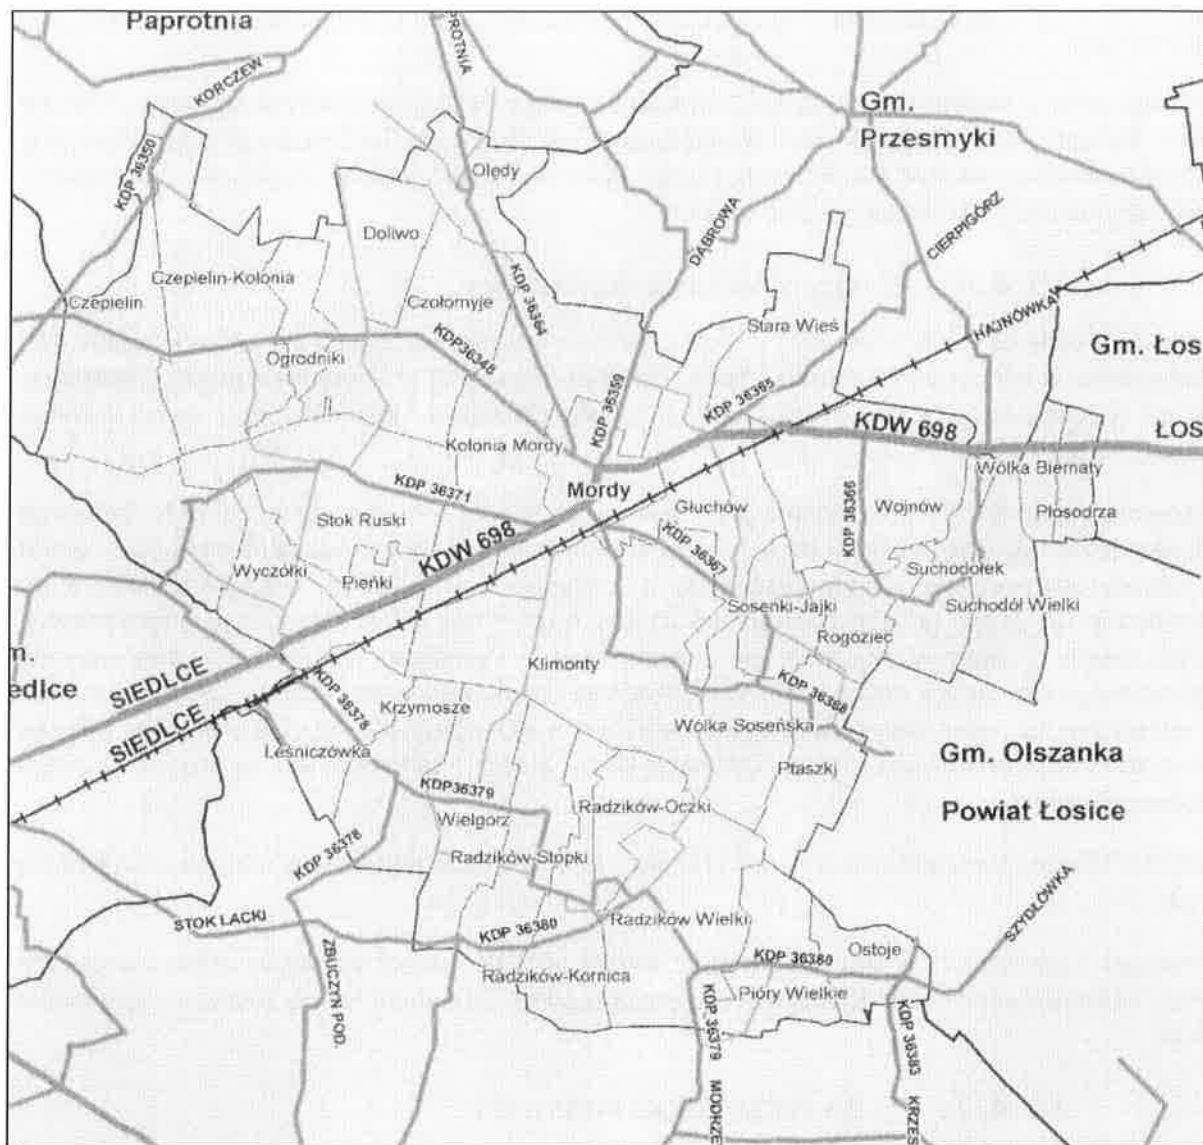 Paprotnia
KORCZEW
PROTNIA
Gm.
Przesmyki
KDP 36350
Olędy
DĄBROWA
CIERPIGÓRZ
Doliwo
Czepielin-Kolonia
KDP 36364
Czepielin
Czołomyje
HAJNÓWKA
Stara Wieś
Gm. Łos
Ogrodniki
KDP36348
KDP 36359
KDP 36365
KDW 698
ŁOS
Kolonia Mordy
Wólka Biernaty
KDP 36371
Mordy
Głuchów
KDP 36366
Wojnów
Płosodrza
Stok Ruski
KDW 698
KDP 36367
Wyczółki
Pieńki
Suchodołek
Sosenki-Jajki
Suchodół Wielki
Rogóziec
m.
edlce
SIEDLCE
Klimonty
SIEDLCE
KDP 36378
Krzymosze
KDP 36388
Wólka Soseńska
Leśniczówka
Gm. Olszanka
Ptaszki
KDP36379
Radzików-Oczki
Wielgorz
Powiat Łosice
KDP 36378
Radzików-Stopki
STOK LACKI
Radzików Wielki
SZYDŁÓWKA
KDP 36380
Ostoje
ZBUCZYN POD.
KDP 36380
Radzików-Kornica
Pióry Wielkie
KDP 36379
KDP 36383
MODRZE
KRZES